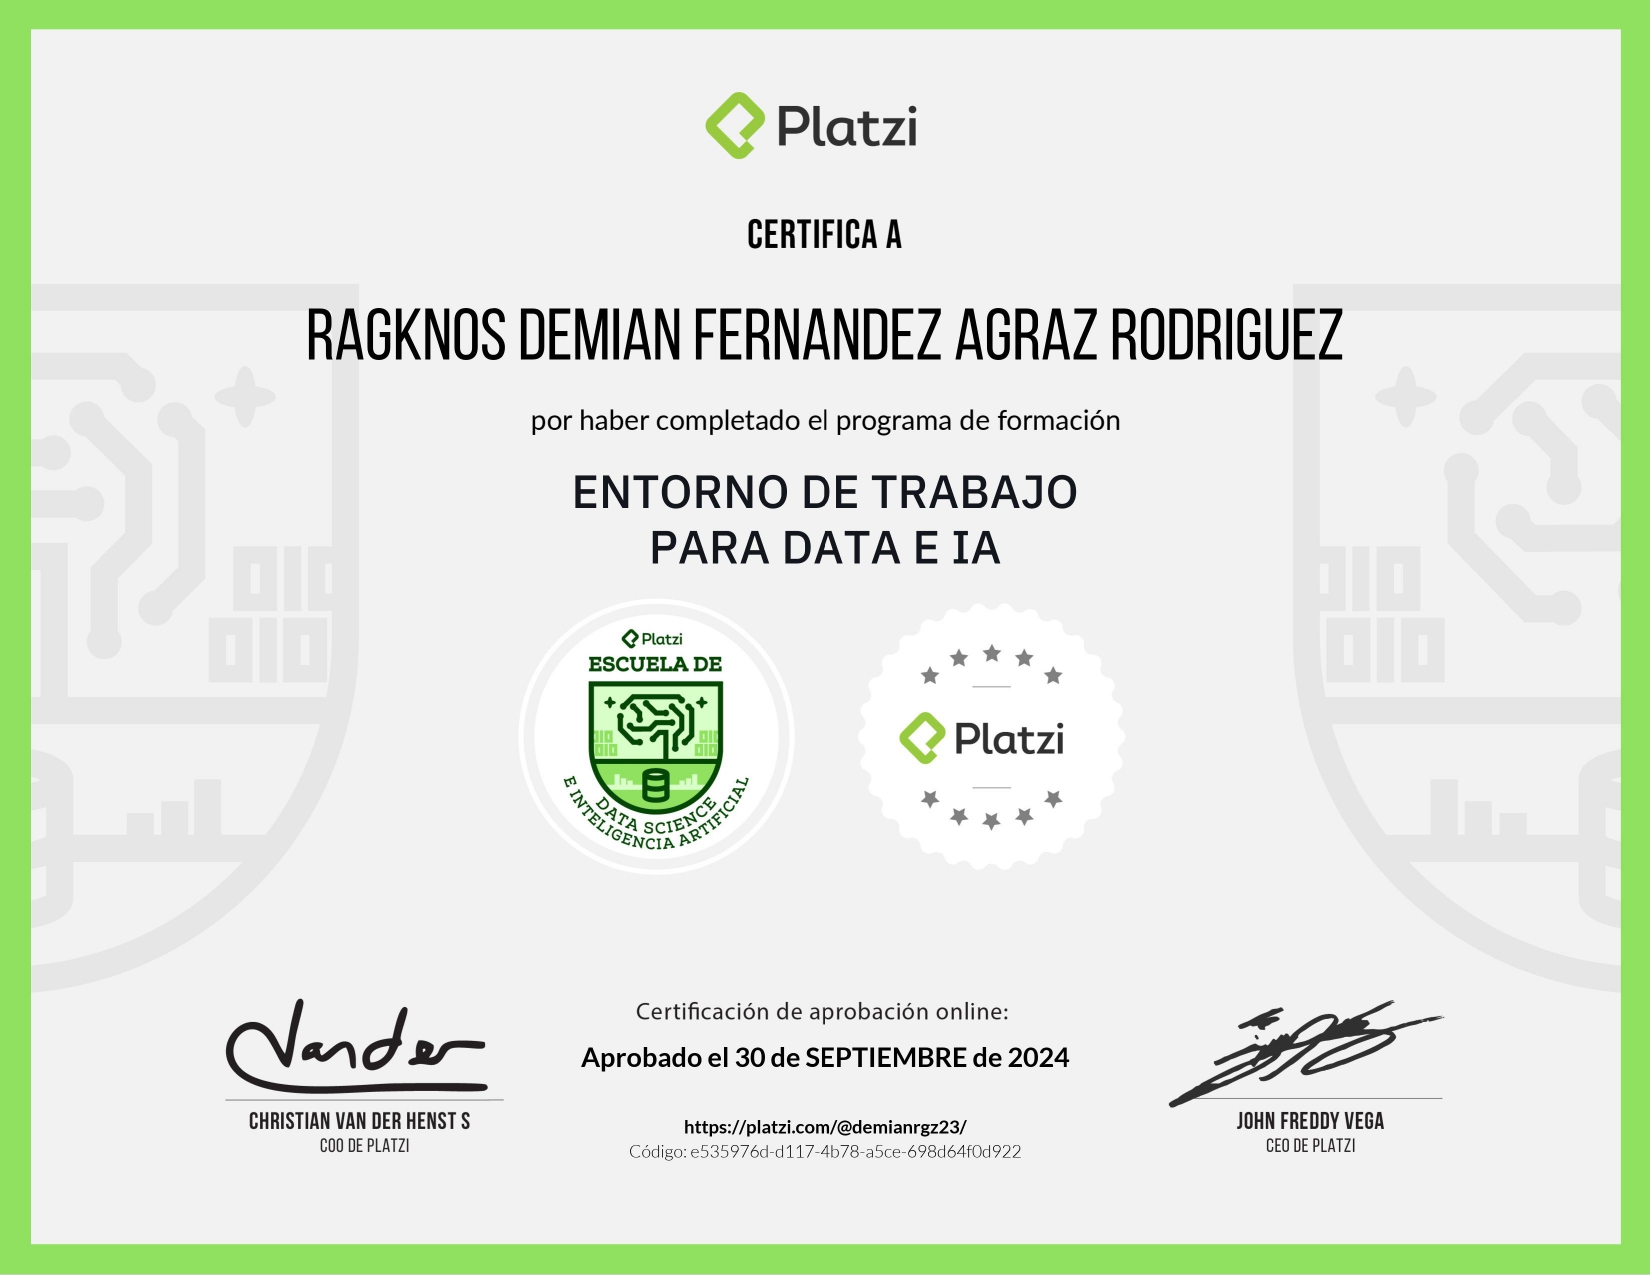 Platzi
CERTIFICA A
RAGKNOS DEMIAN FERNANDEZ AGRAZ RODRIGUEZ
por haber completado el programa de formación
ENTORNO DE TRABAJO
PARA DATA E IA
Platzi
ESCUELA DE
DATA SCIENCE
E INTELIGENCIA ARTIFICIAL
Platzi
Vander
CHRISTIAN VAN DER HENST S
COO DE PLATZI
Certificación de aprobación online:
Aprobado el 30 de SEPTIEMBRE de 2024
https://platzi.com/@demianrgz23/
Código: e535976d-d117-4b78-a5ce-698d64f0d922
JOHN FREDDY VEGA
CEO DE PLATZI